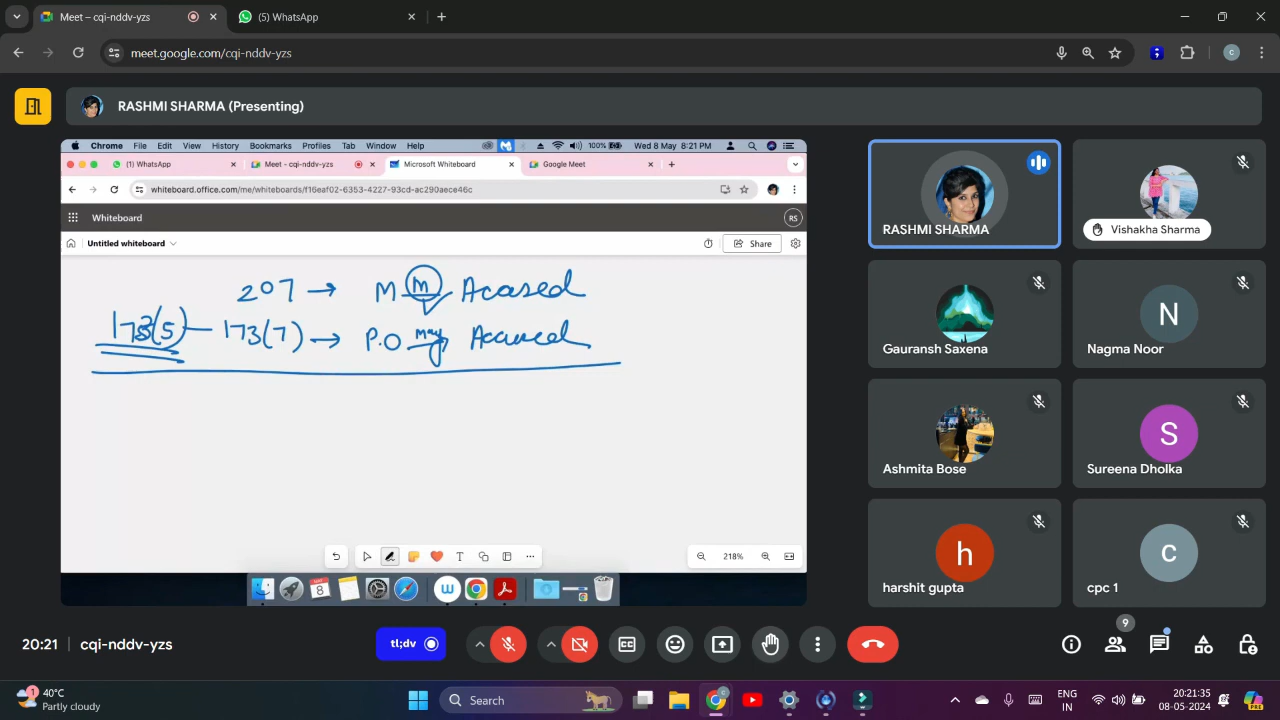 Meet – cqi-nddv-yzs
(5) WhatsApp
meet.google.com/cqi-nddv-yzs
c
RASHMI SHARMA (Presenting)
Chrome File Edit View History Bookmarks Profiles Tab Window Help 100% Wed 8 May 8:21 PM
(1) WhatsApp
Meet - cqi-nddv-yzs
Microsoft Whiteboard
Google Meet
whiteboard.office.com/me/whiteboards/f16eaf02-6353-4227-93cd-ac290aece46c
Whiteboard
RS
Untitled whiteboard
Share
207 → M m Accused
173(5) — 173(7) → P.O may Accused
218%
RASHMI SHARMA
Vishakha Sharma
Gauransh Saxena
N
Nagma Noor
Ashmita Bose
S
Sureena Dholka
h
harshit gupta
c
cpc 1
20:21 | cqi-nddv-yzs
tl;dv
CC
9
1
40°C
Partly cloudy
Search
ENG
IN
20:21:35
08-05-2024